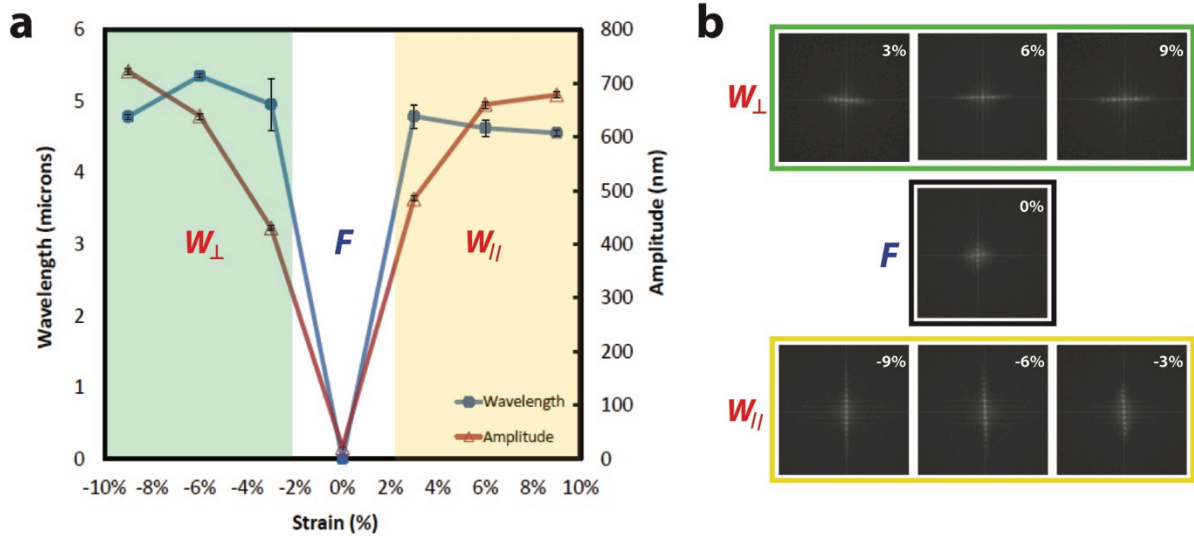 a
6
5
4
3
2
1
0
Wavelength (microns)
800
700
600
500
400
300
200
100
0
Amplitude (nm)
W⊥
F
W//
Wavelength
Amplitude
-10% -8% -6% -4% -2% 0% 2% 4% 6% 8% 10%
Strain (%)
b
W⊥
3%
6%
9%
F
0%
W//
-9%
-6%
-3%